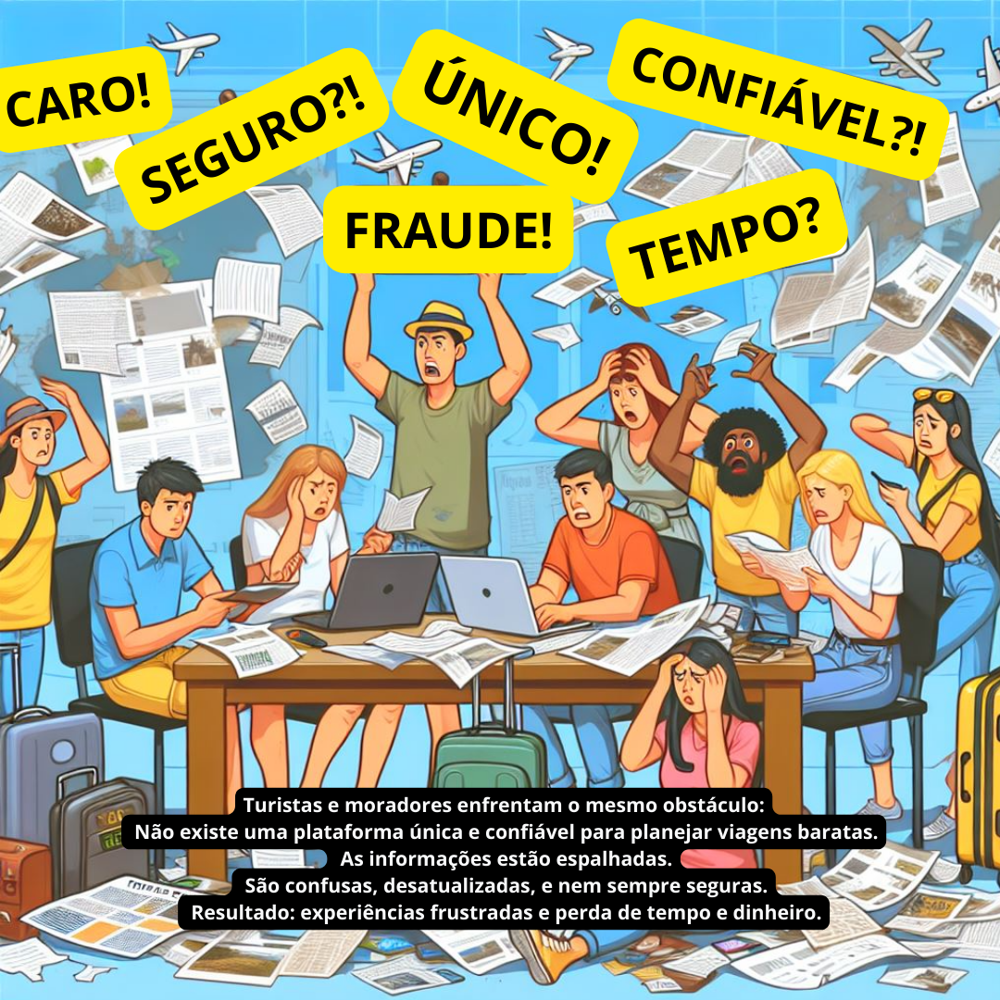 CARO!
SEGURO?!
ÚNICO!
CONFIÁVEL?!
FRAUDE!
TEMPO?
Turistas e moradores enfrentam o mesmo obstáculo:
Não existe uma plataforma única e confiável para planejar viagens baratas.
As informações estão espalhadas.
São confusas, desatualizadas, e nem sempre seguras.
Resultado: experiências frustradas e perda de tempo e dinheiro.